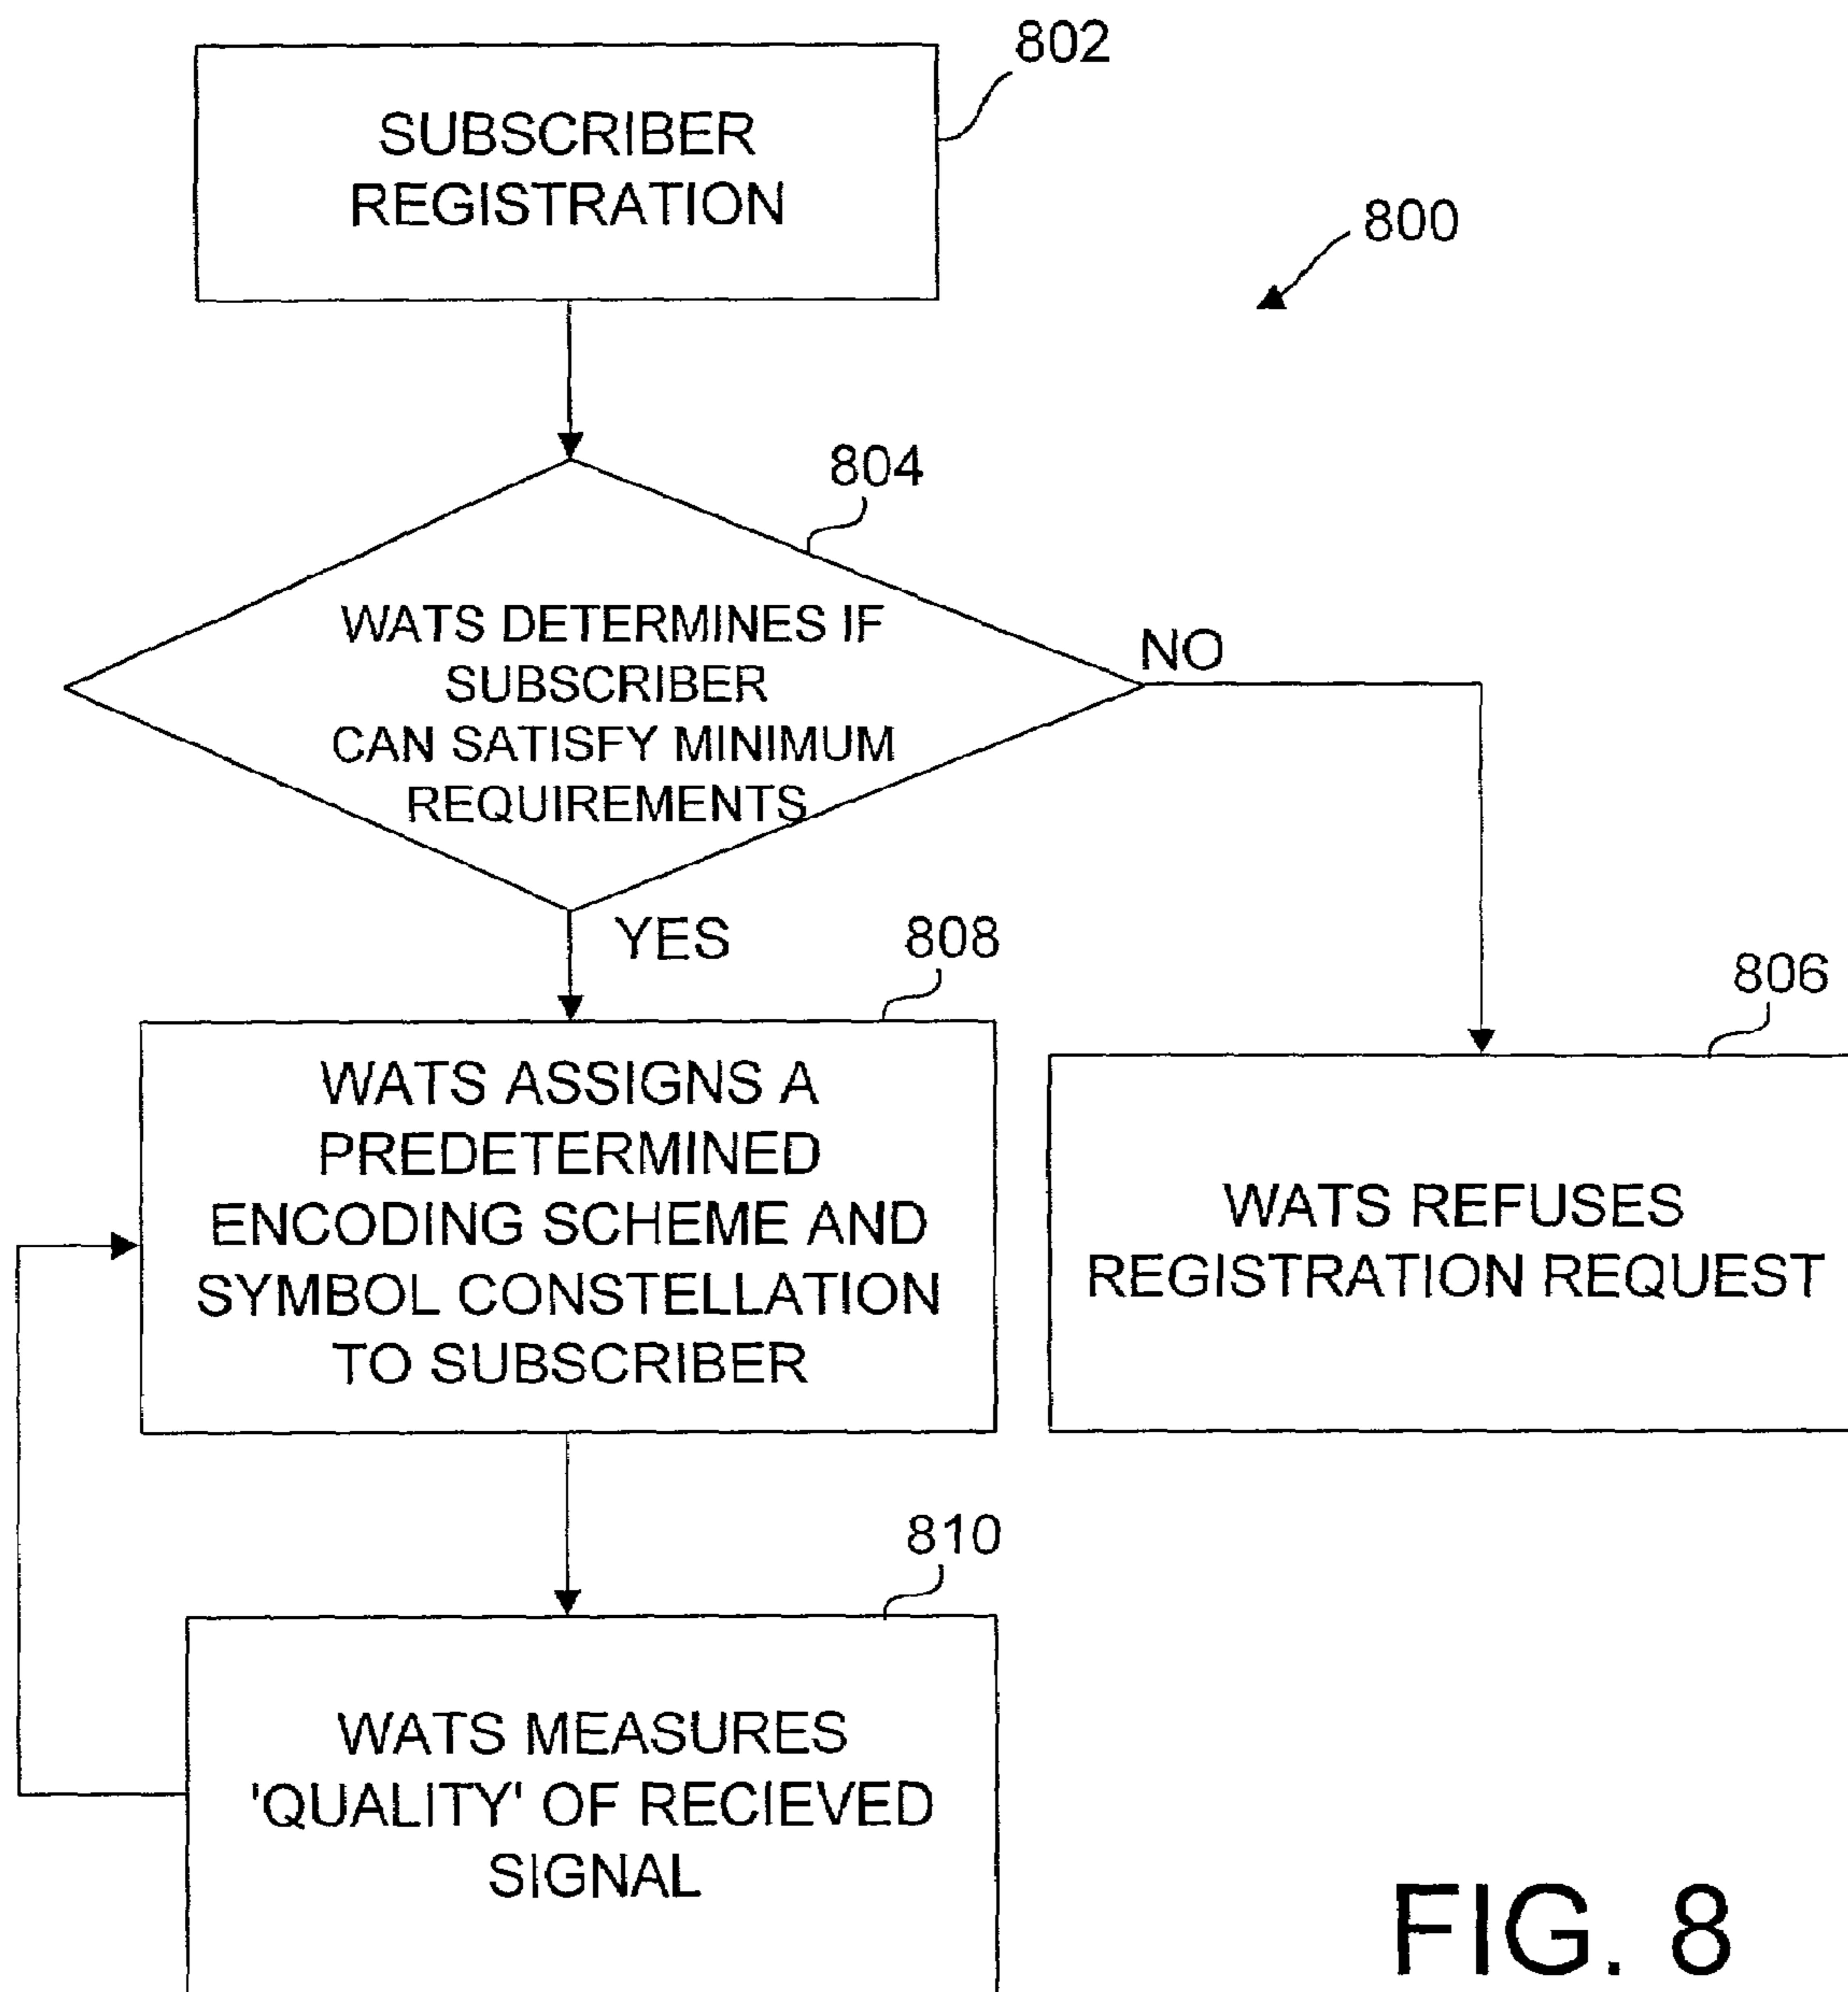 802
SUBSCRIBER
REGISTRATION
800
804
WATS DETERMINES IF
SUBSCRIBER
CAN SATISFY MINIMUM
REQUIREMENTS
NO
YES
808
806
WATS ASSIGNS A
PREDETERMINED
ENCODING SCHEME AND
SYMBOL CONSTELLATION
TO SUBSCRIBER
WATS REFUSES
REGISTRATION REQUEST
810
WATS MEASURES
'QUALITY' OF RECIEVED
SIGNAL
FIG. 8